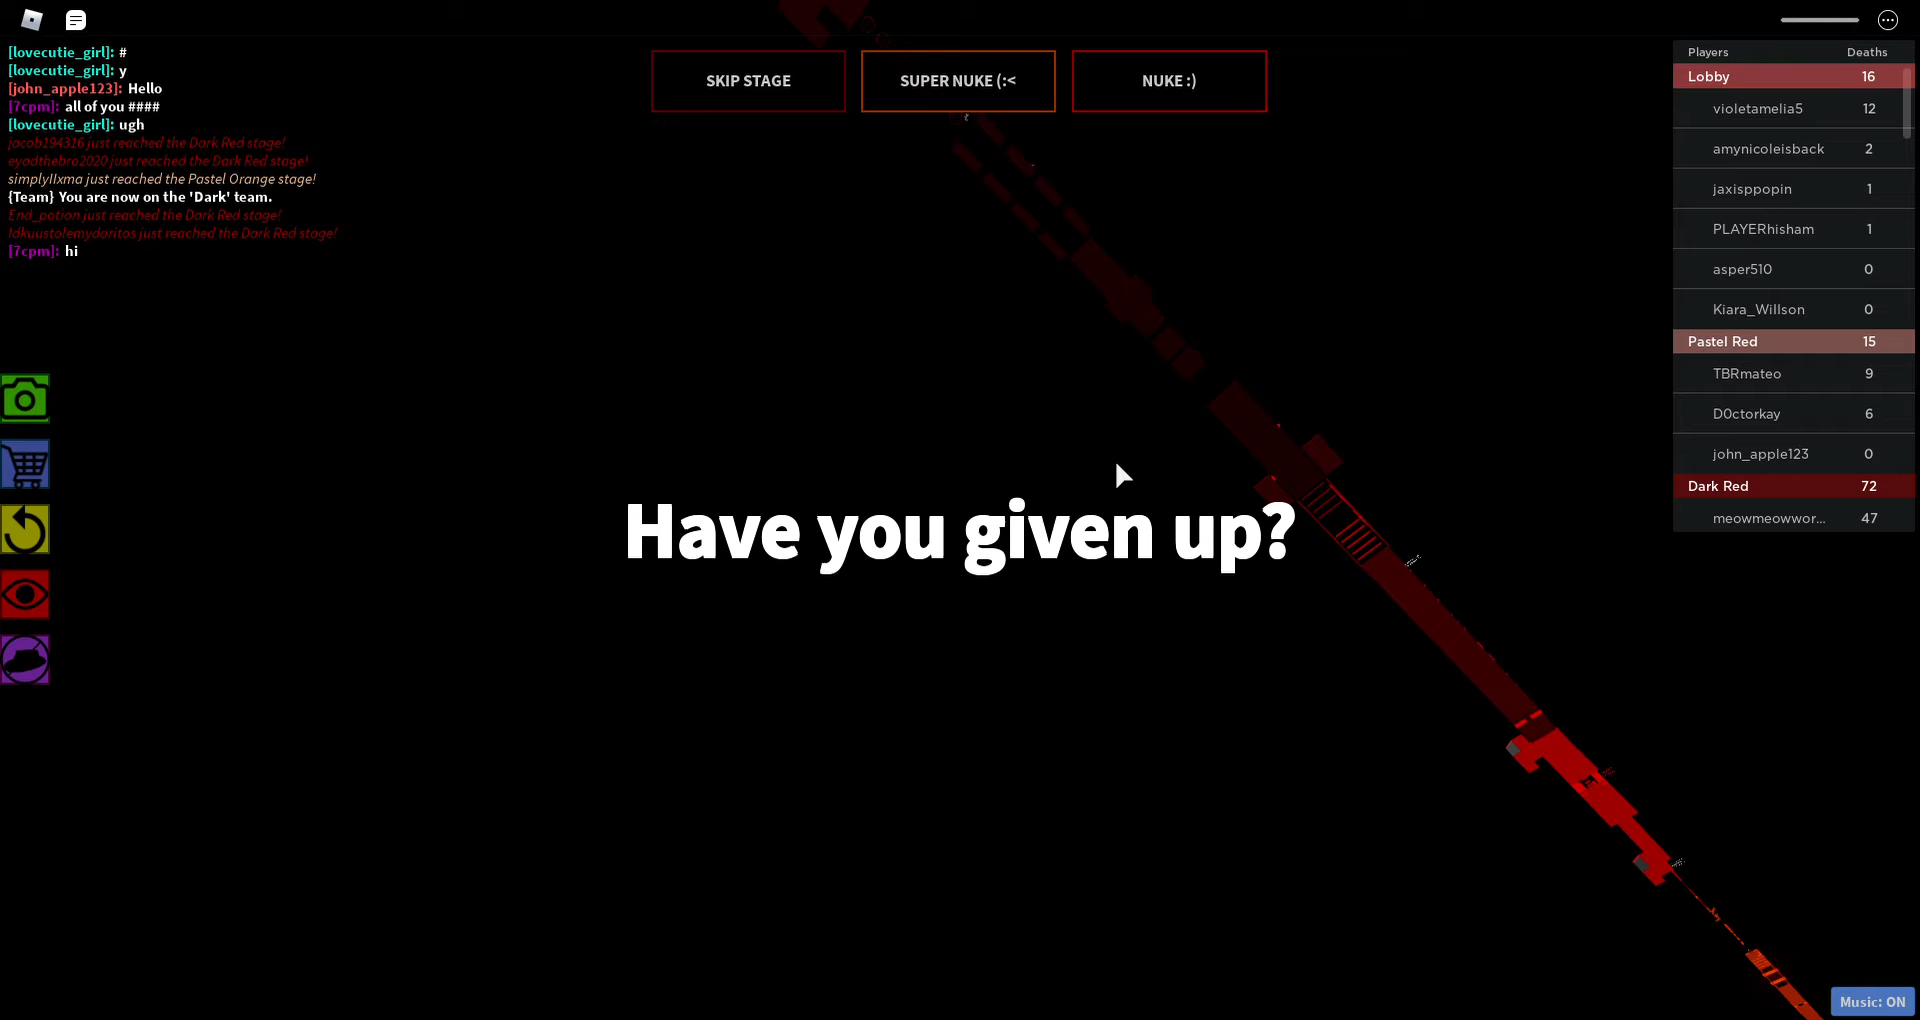 [lovecutie_girl]: #
[lovecutie_girl]: y
[john_apple123]: Hello
[7cpm]: all of you ####
[lovecutie_girl]: ugh
jacob194316 just reached the Dark Red stage!
eyadthebro2020 just reached the Dark Red stage!
simplyllxma just reached the Pastel Orange stage!
{Team} You are now on the 'Dark' team.
End_potion just reached the Dark Red stage!
Idkuustolemydoritos just reached the Dark Red stage!
[7cpm]: hi
SKIP STAGE
SUPER NUKE (:<
NUKE :)
Have you given up?
Players Deaths
Lobby 16
violetamelia5 12
amynicoleisback 2
jaxisppopin 1
PLAYERhisham 1
asper510 0
Kiara_Willson 0
Pastel Red 15
TBRmateo 9
D0ctorkay 6
john_apple123 0
Dark Red 72
meowmeowwor... 47
Music: ON